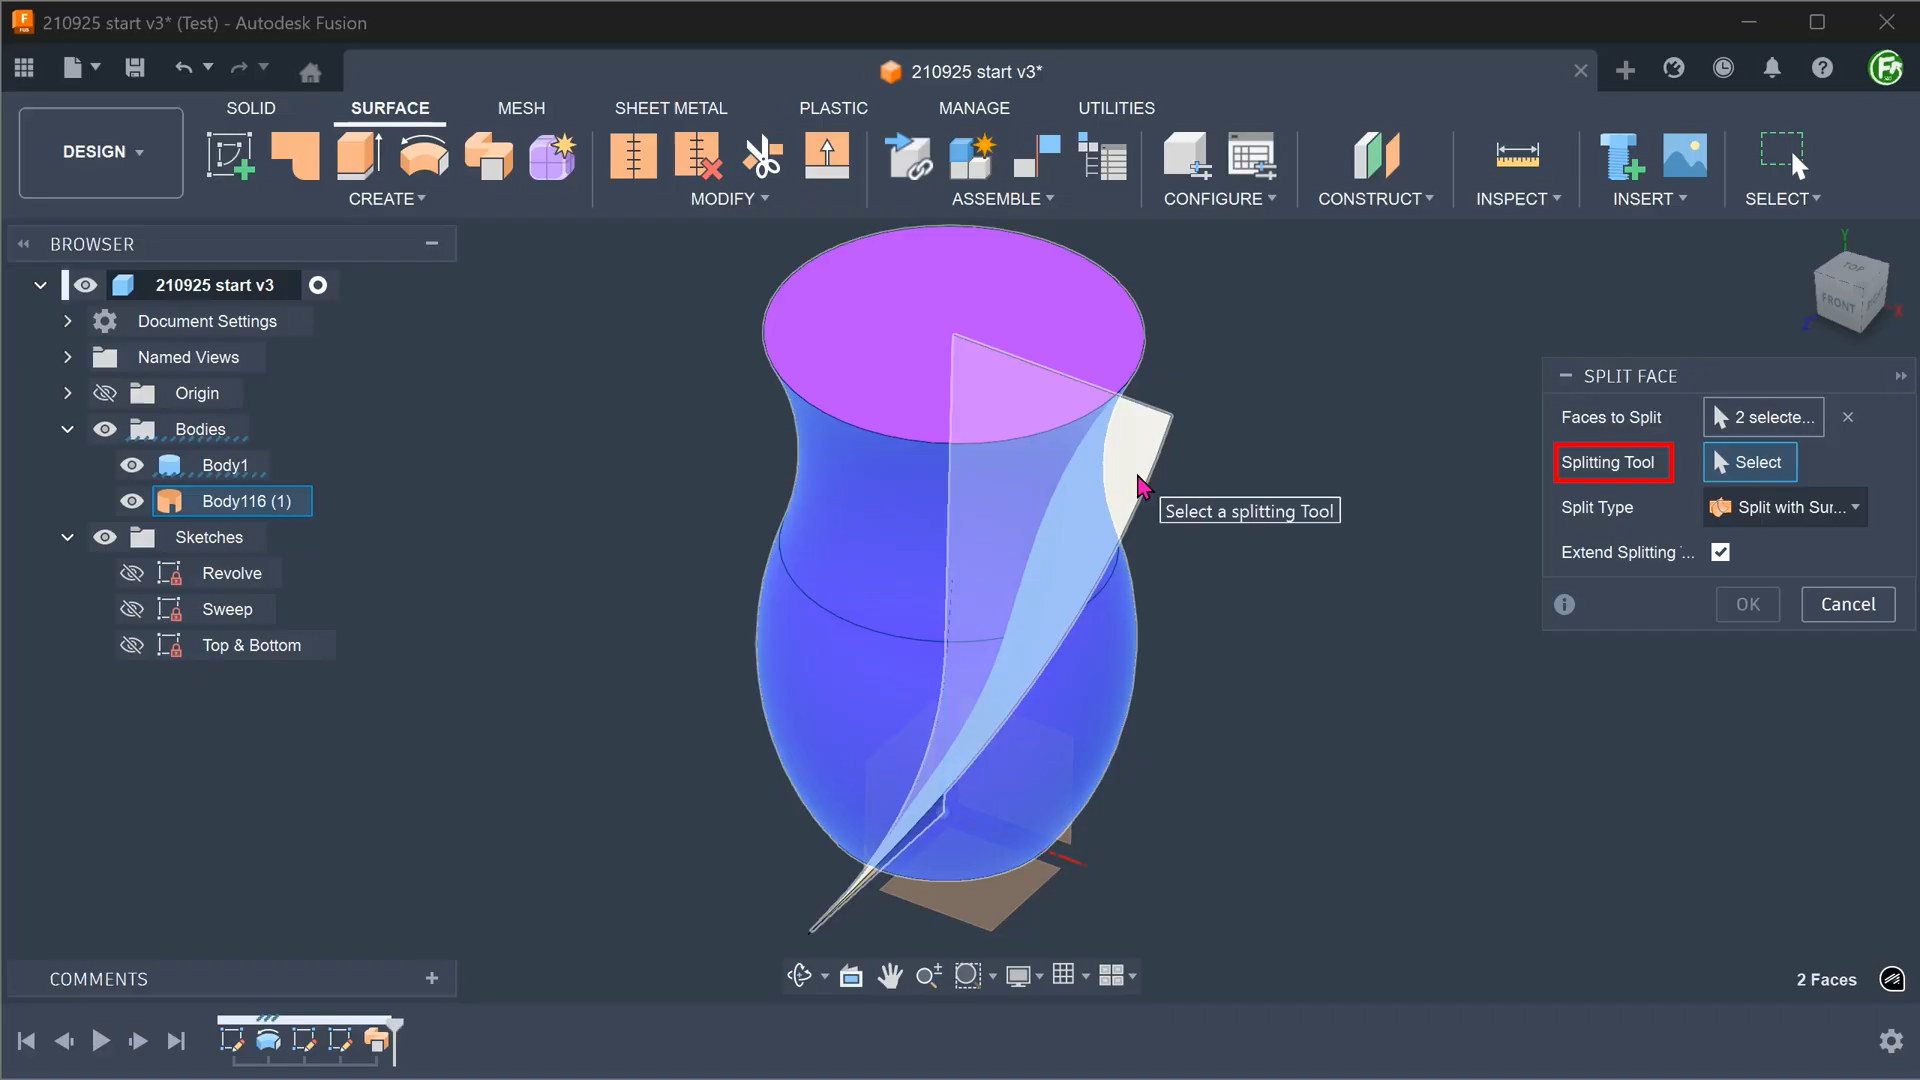 210925 start v3* (Test) - Autodesk Fusion
210925 start v3*
SOLID
SURFACE
MESH
SHEET METAL
PLASTIC
MANAGE
UTILITIES
DESIGN
CREATE
MODIFY
ASSEMBLE
CONFIGURE
CONSTRUCT
INSPECT
INSERT
SELECT
BROWSER
210925 start v3
Document Settings
Named Views
Origin
Bodies
Body1
Body116 (1)
Sketches
Revolve
Sweep
Top & Bottom
Y
TOP
FRONT
X
Z
SPLIT FACE
Faces to Split
2 selecte...
Splitting Tool
Select
Split Type
Split with Sur...
Extend Splitting ...
OK
Cancel
Select a splitting Tool
COMMENTS
2 Faces